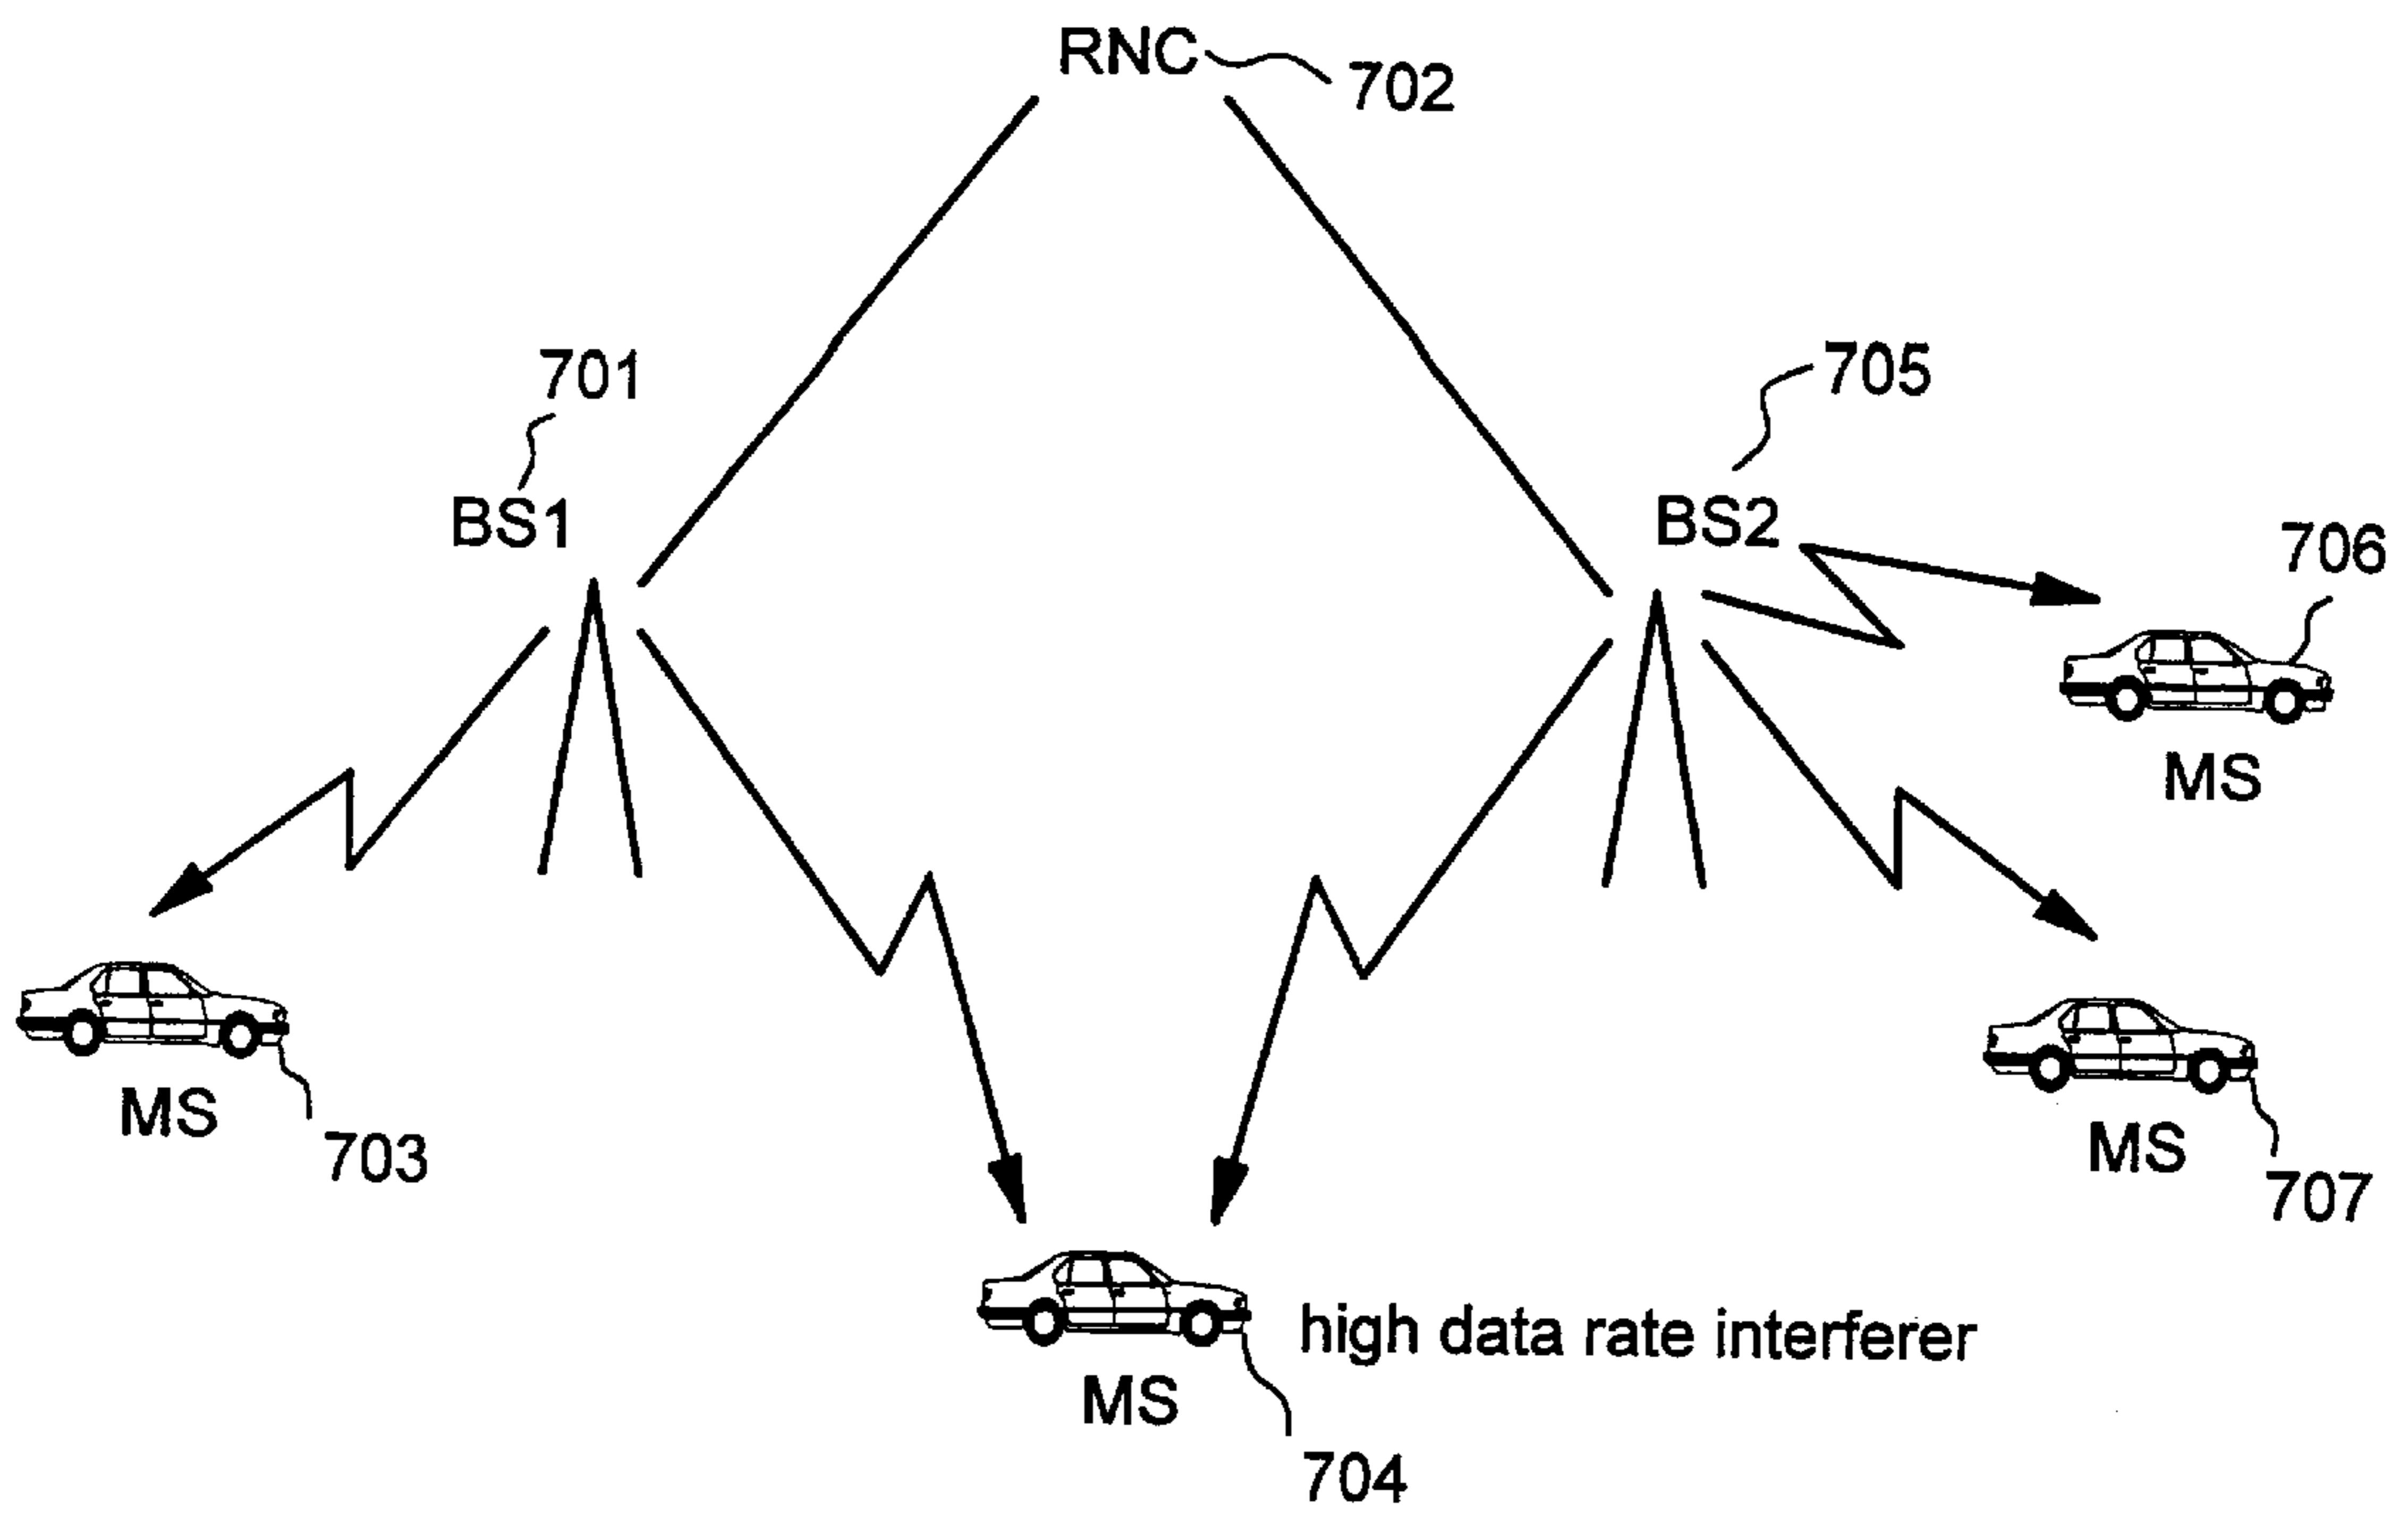 RNC
702
701
705
BS1
BS2
706
MS
MS
703
MS
707
high data rate interferer
MS
704